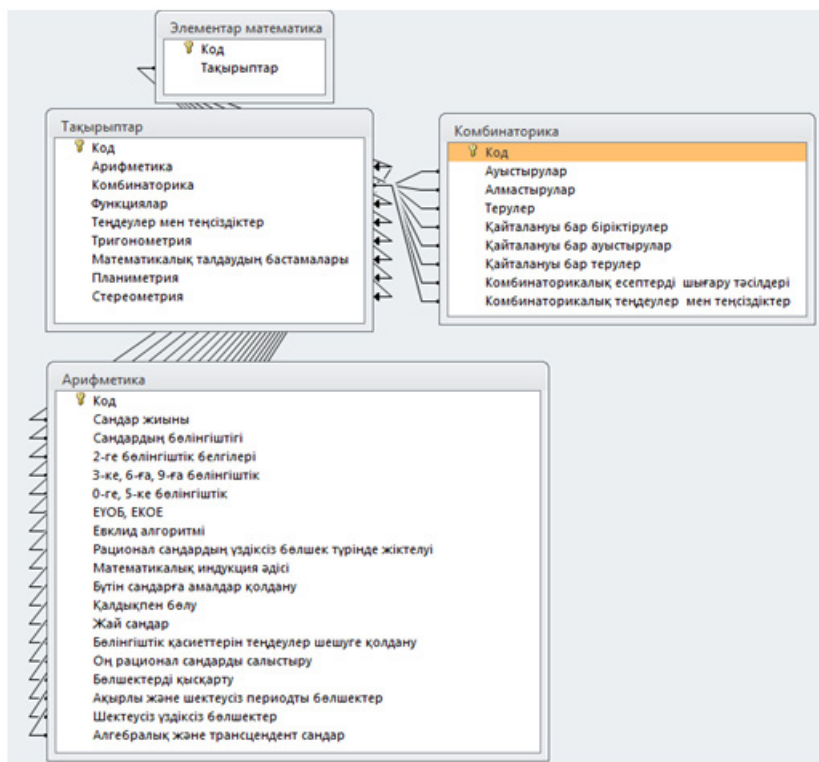 Элементар математика
Код
Тақырыптар
Тақырыптар
Код
Арифметика
Комбинаторика
Функциялар
Теңдеулер мен теңсіздіктер
Тригонометрия
Математикалық талдаудың бастамалары
Планиметрия
Стереометрия
Комбинаторика
Код
Ауыстырулар
Алмастырулар
Терулер
Қайталануы бар біріктірулер
Қайталануы бар ауыстырулар
Қайталануы бар терулер
Комбинаторикалық есептерді шығару тәсілдері
Комбинаторикалық теңдеулер мен теңсіздіктер
Арифметика
Код
Сандар жиыны
Сандардың бөлінгіштігі
2-ге бөлінгіштік белгілері
3-ке, 6-ға, 9-ға бөлінгіштік
0-ге, 5-ке бөлінгіштік
ЕҮОБ, ЕКОЕ
Евклид алгоритмі
Рационал сандардың үздіксіз бөлшек түрінде жіктелуі
Математикалық индукция әдісі
Бүтін сандарға амалдар қолдану
Қалдықпен бөлу
Жай сандар
Бөлінгіштік қасиеттерін теңдеулер шешуге қолдану
Оң рационал сандарды салыстыру
Бөлшектерді қысқарту
Ақырлы және шектеусіз периодты бөлшектер
Шектеусіз үздіксіз бөлшектер
Алгебралық және трансцендент сандар